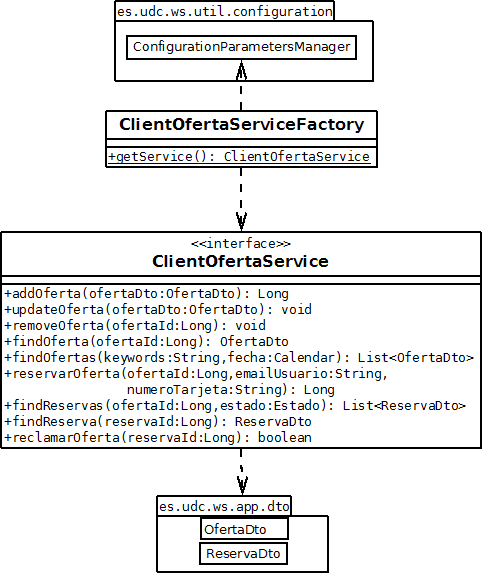 es.udc.ws.util.configuration
ConfigurationParametersManager
ClientOfertaServiceFactory
+getService(): ClientOfertaService
<<interface>>
ClientOfertaService
+addOferta(ofertaDto:OfertaDto): Long
+updateOferta(ofertaDto:OfertaDto): void
+removeOferta(ofertaId:Long): void
+findOferta(ofertaId:Long): OfertaDto
+findOfertas(keywords:String,fecha:Calendar): List<OfertaDto>
+reservarOferta(ofertaId:Long,emailUsuario:String,
numeroTarjeta:String): Long
+findReservas(ofertaId:Long,estado:Estado): List<ReservaDto>
+findReserva(reservaId:Long): ReservaDto
+reclamarOferta(reservaId:Long): boolean
es.udc.ws.app.dto
OfertaDto
ReservaDto